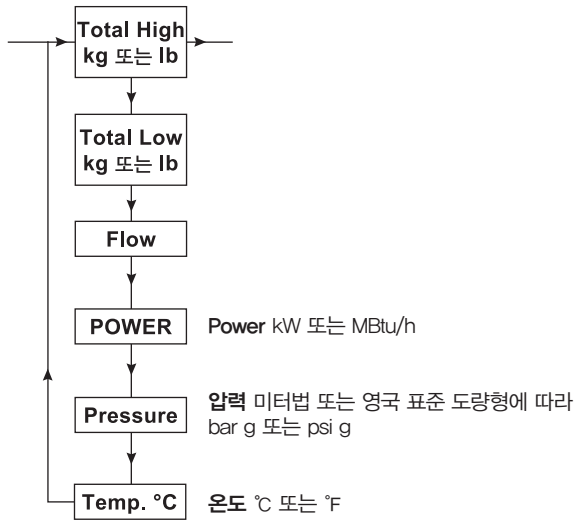 Total High
kg 또는 lb
Total Low
kg 또는 lb
Flow
POWER
Power kW 또는 MBtu/h
Pressure
압력 미터법 또는 영국 표준 도량형에 따라
bar g 또는 psi g
Temp. °C
온도 ℃ 또는 ℉